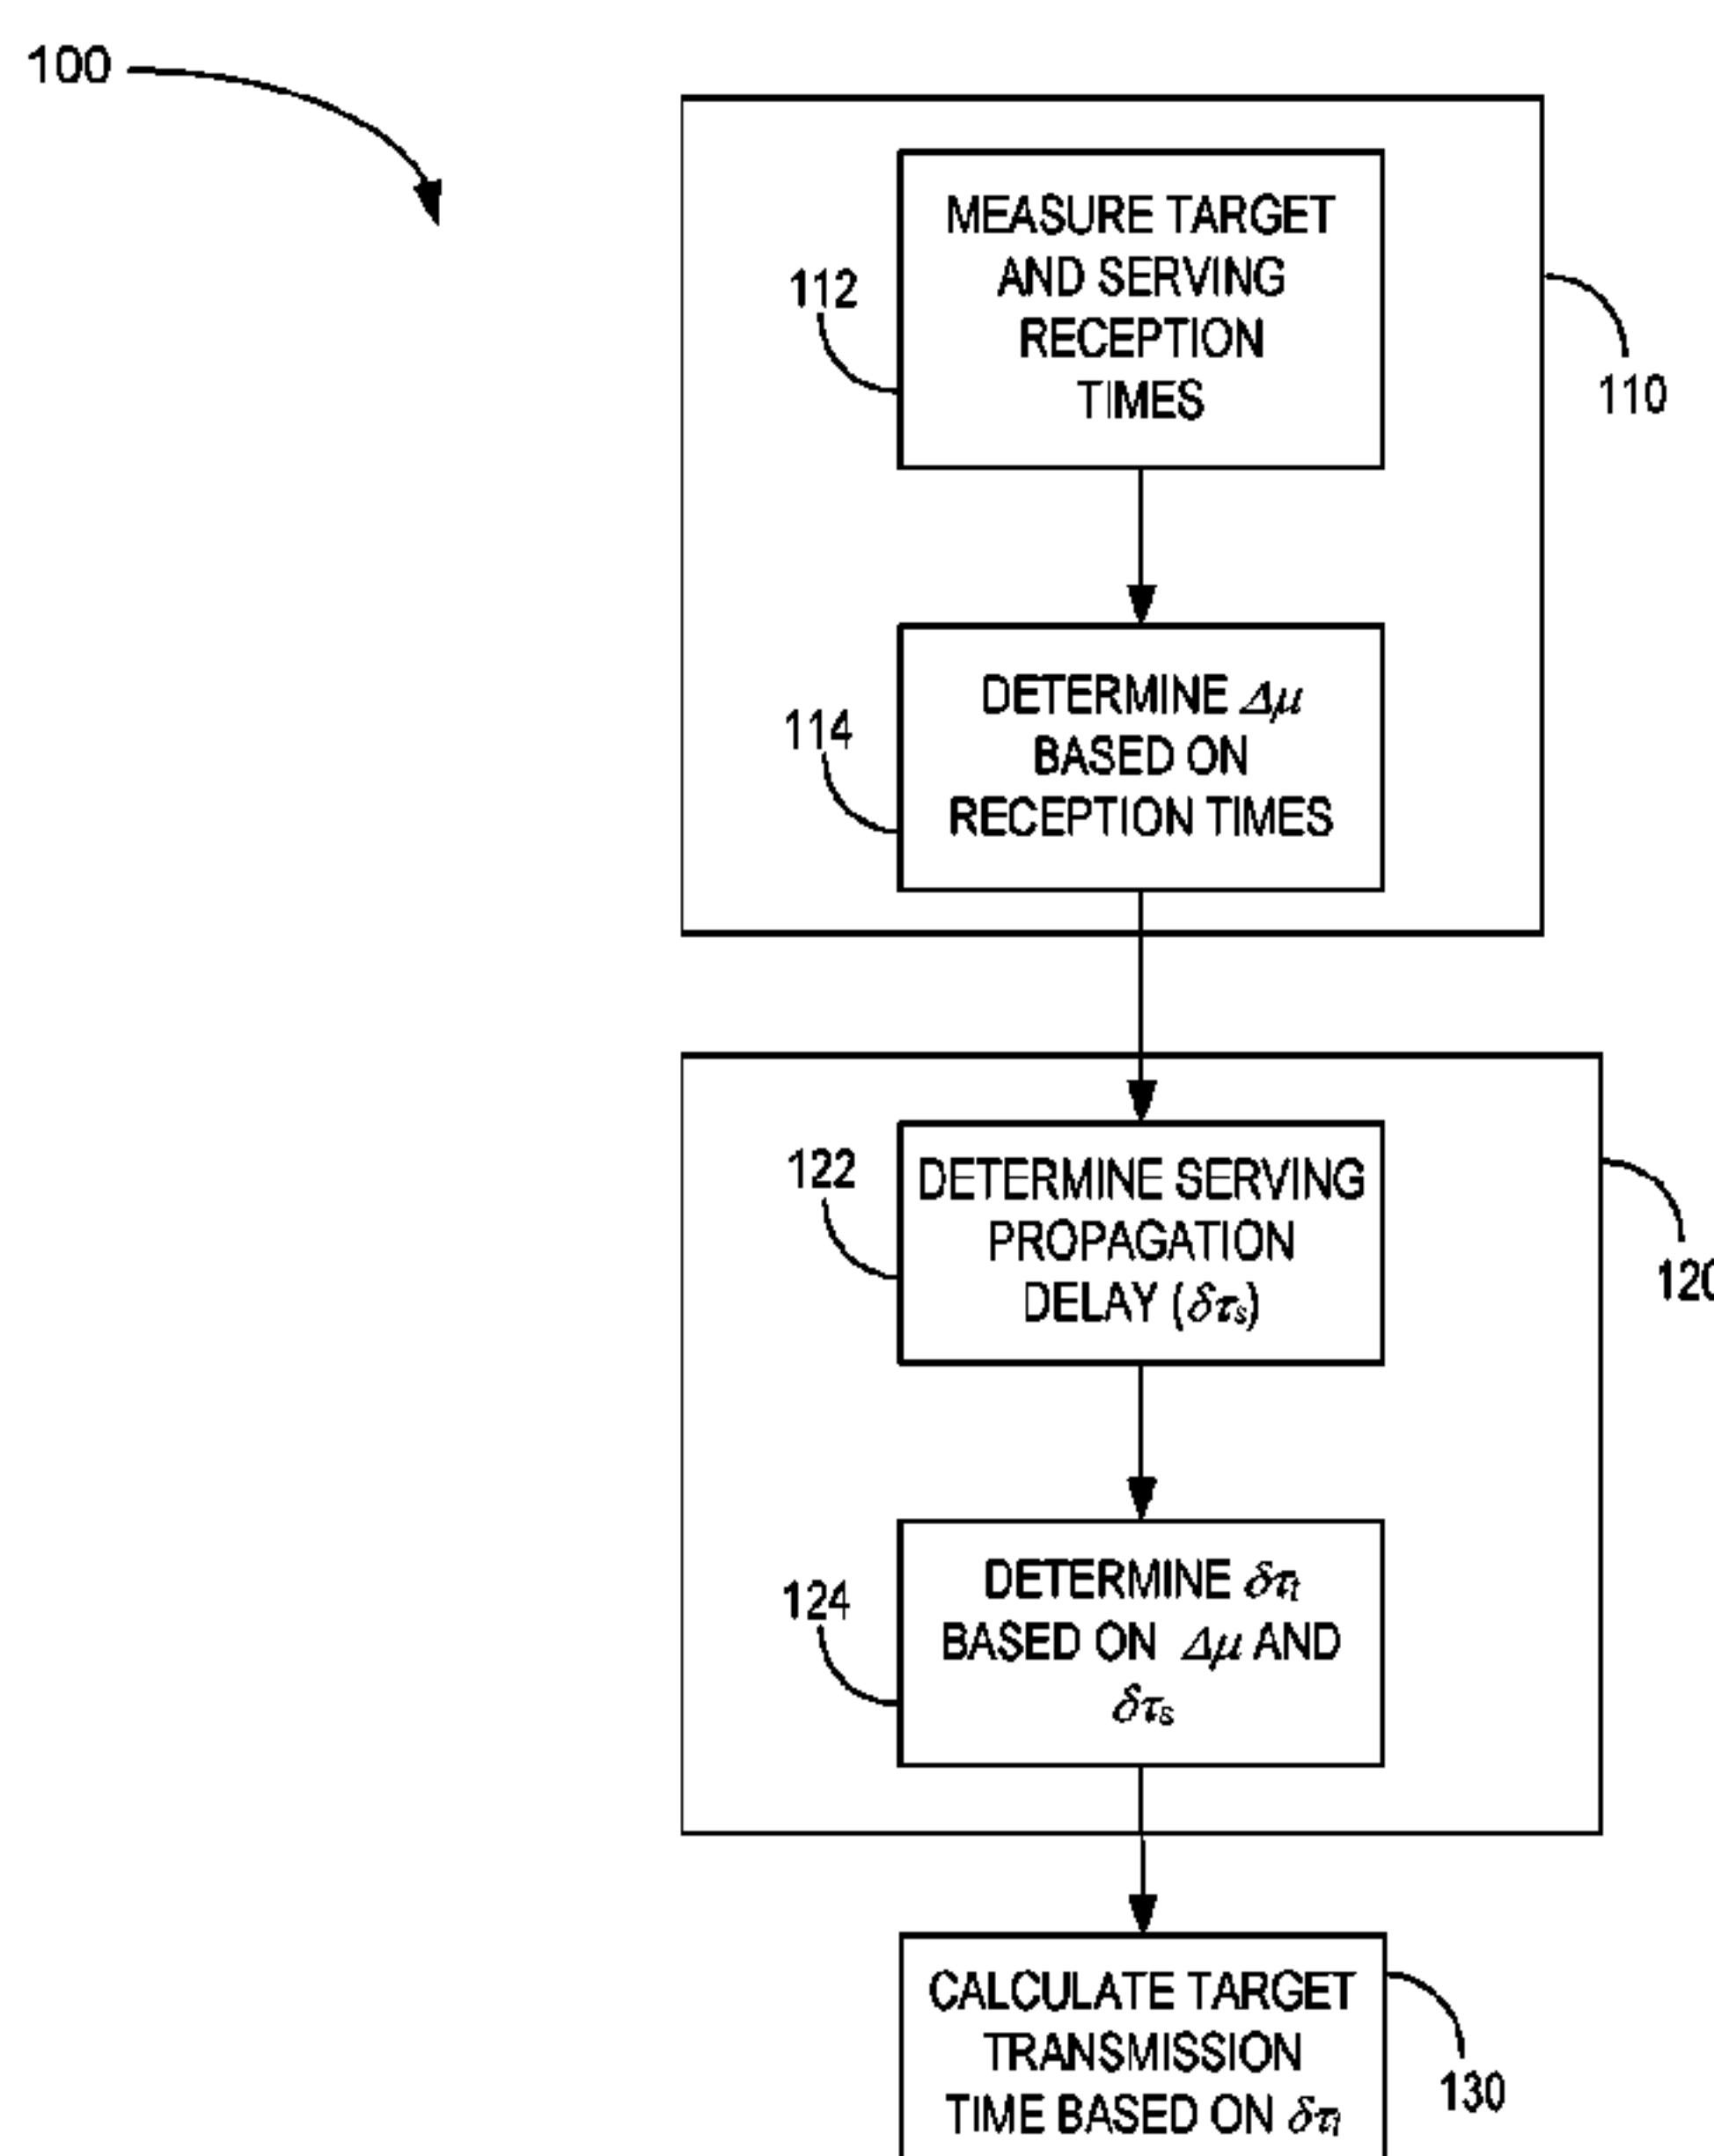 100
MEASURE TARGET
AND SERVING
RECEPTION
TIMES
112
110
DETERMINE Δμ
BASED ON
RECEPTION TIMES
114
DETERMINE SERVING
PROPAGATION
DELAY (δτs)
122
120
DETERMINE δτt
BASED ON Δμ AND
δτs
124
CALCULATE TARGET
TRANSMISSION
TIME BASED ON δτt
130